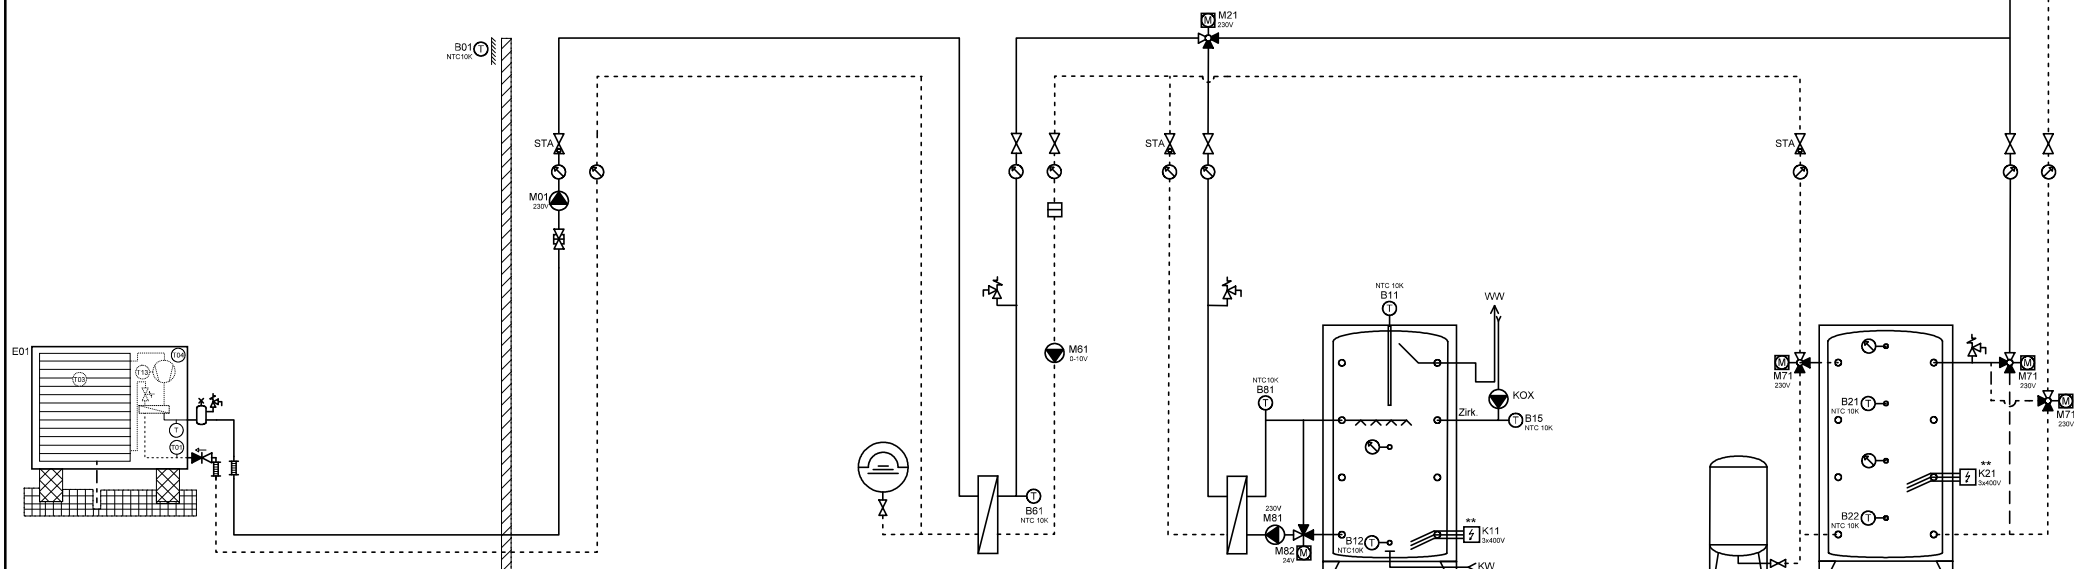 M21
230V
B01
T
NTC10K
STA
STA
STA
M01
230V
NTC 10K
B11
T
WW
E01
T04
T03
T13
T
T01
M61
0-10V
NTC10K
B81
T
KOX
Zirk.
T
B15
NTC 10K
M
M71
230V
M
M71
230V
B21
NTC 10K
T
M
M71
230V
T
B61
NTC 10K
230V
M81
M82
24V
M
B12
NTC10K
T
**
K11
3x400V
KW
**
K21
3x400V
B22
NTC 10K
T
M